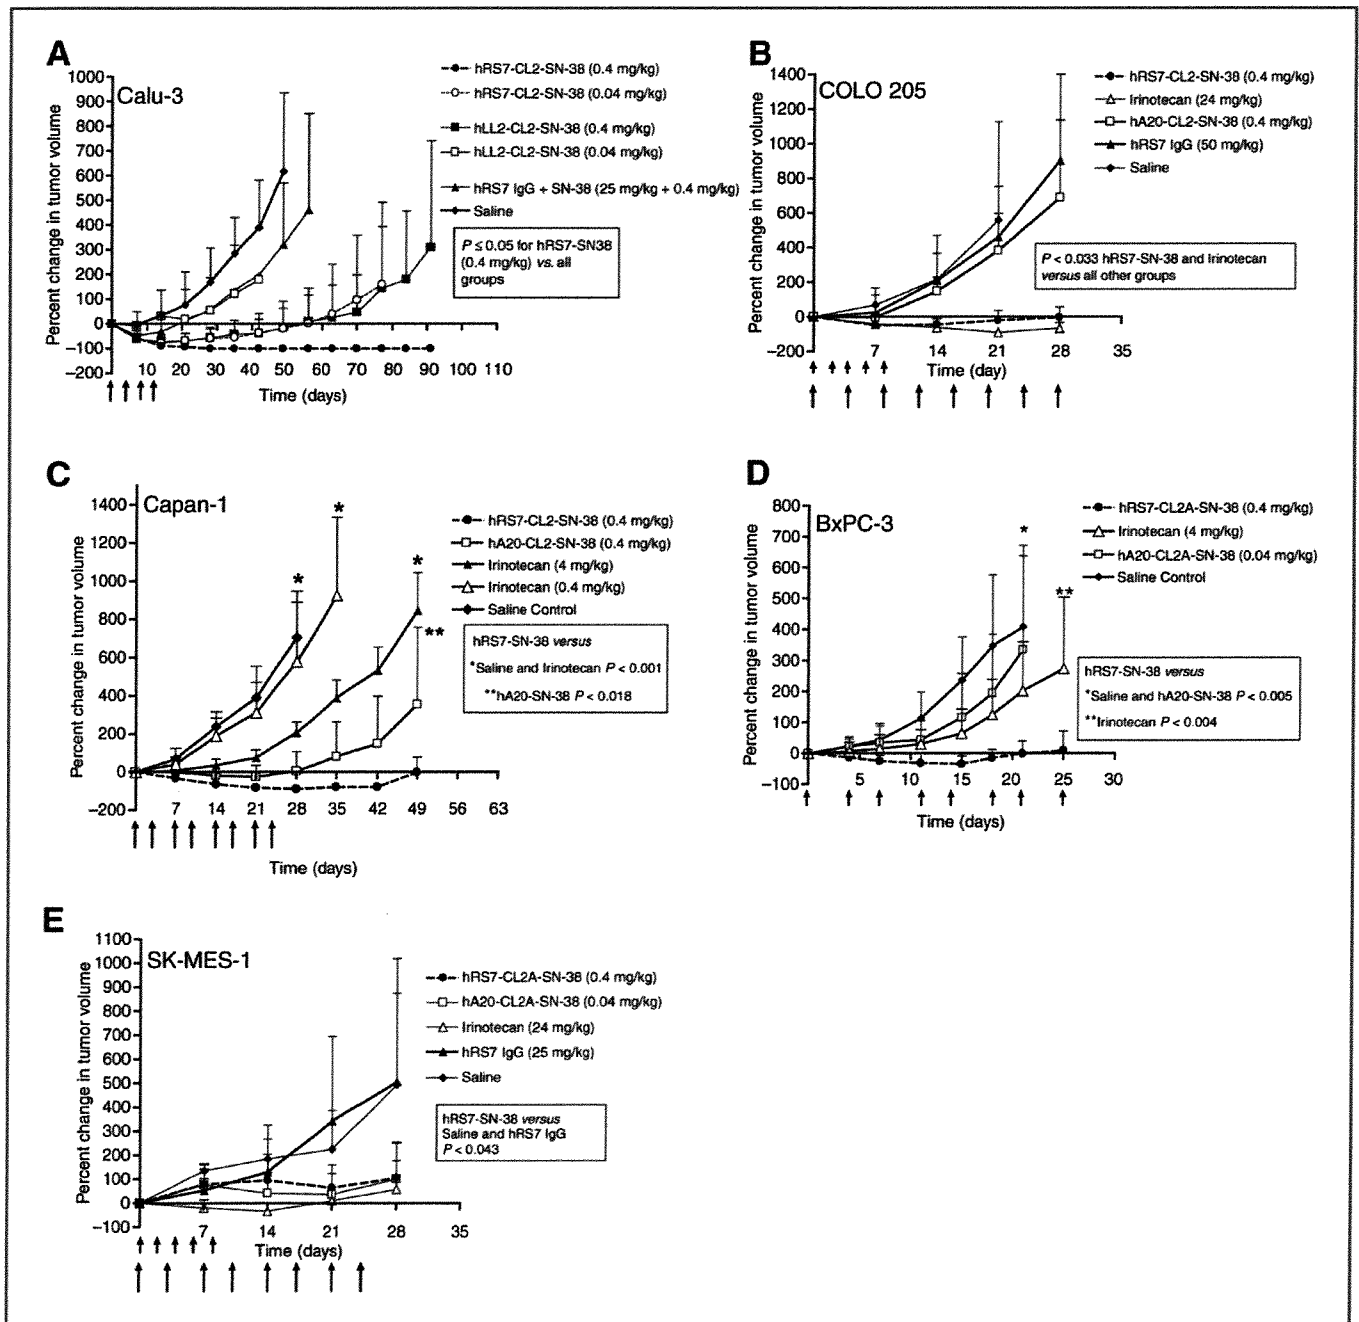 A
Calu-3
1000
900
800
700
600
500
400
300
200
100
0
−100
−200
Percent change in tumor volume
10 20 30 40 50 60 70 80 90 100 110
Time (days)
hRS7-CL2-SN-38 (0.4 mg/kg)
hRS7-CL2-SN-38 (0.04 mg/kg)
hLL2-CL2-SN-38 (0.4 mg/kg)
hLL2-CL2-SN-38 (0.04 mg/kg)
hRS7 IgG + SN-38 (25 mg/kg + 0.4 mg/kg)
Saline
P ≤ 0.05 for hRS7-SN38
(0.4 mg/kg) vs. all
groups
B
COLO 205
1400
1200
1000
800
600
400
200
0
−200
Percent change in tumor volume
7 14 21 28 35
Time (day)
hRS7-CL2-SN-38 (0.4 mg/kg)
Irinotecan (24 mg/kg)
hA20-CL2-SN-38 (0.4 mg/kg)
hRS7 IgG (50 mg/kg)
Saline
P < 0.033 hRS7-SN-38 and Irinotecan
versus all other groups
C
Capan-1
1400
1200
1000
800
600
400
200
0
−200
Percent change in tumor volume
7 14 21 28 35 42 49 56 63
Time (days)
*
*
*
**
hRS7-CL2-SN-38 (0.4 mg/kg)
hA20-CL2-SN-38 (0.4 mg/kg)
Irinotecan (4 mg/kg)
Irinotecan (0.4 mg/kg)
Saline Control
hRS7-SN-38 versus
*Saline and Irinotecan P < 0.001
**hA20-SN-38 P < 0.018
D
BxPC-3
800
700
600
500
400
300
200
100
0
−100
Percent change in tumor volume
5 10 15 20 25 30
Time (days)
*
**
hRS7-CL2A-SN-38 (0.4 mg/kg)
Irinotecan (4 mg/kg)
hA20-CL2A-SN-38 (0.04 mg/kg)
Saline Control
hRS7-SN-38 versus
*Saline and hA20-SN-38 P < 0.005
**Irinotecan P < 0.004
E
SK-MES-1
1100
1000
900
800
700
600
500
400
300
200
100
0
−100
Percent change in tumor volume
7 14 21 28 35
Time (days)
hRS7-CL2A-SN-38 (0.4 mg/kg)
hA20-CL2A-SN-38 (0.04 mg/kg)
Irinotecan (24 mg/kg)
hRS7 IgG (25 mg/kg)
Saline
hRS7-SN-38 versus
Saline and hRS7 IgG
P < 0.043